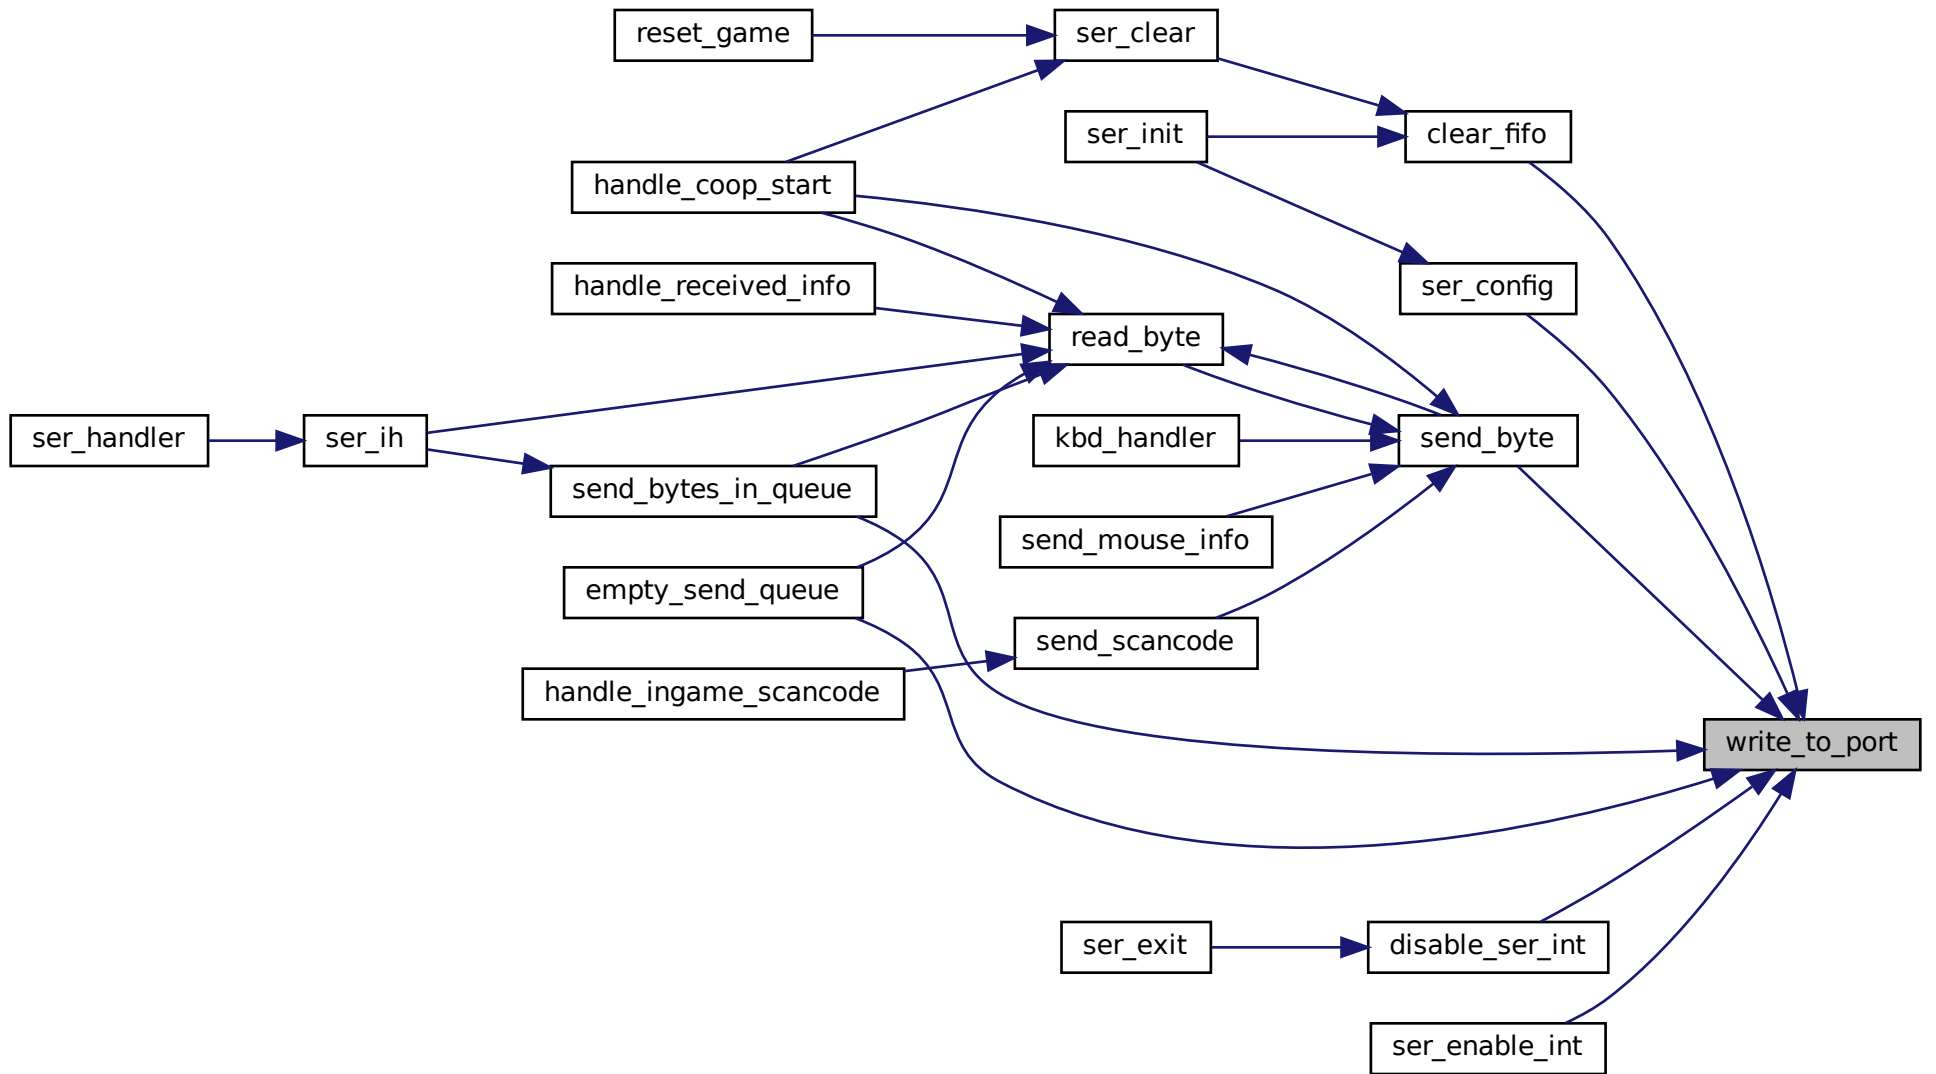 reset_game
ser_clear
ser_init
clear_fifo
handle_coop_start
handle_received_info
ser_config
read_byte
ser_handler
ser_ih
kbd_handler
send_byte
send_bytes_in_queue
send_mouse_info
empty_send_queue
send_scancode
handle_ingame_scancode
write_to_port
ser_exit
disable_ser_int
ser_enable_int